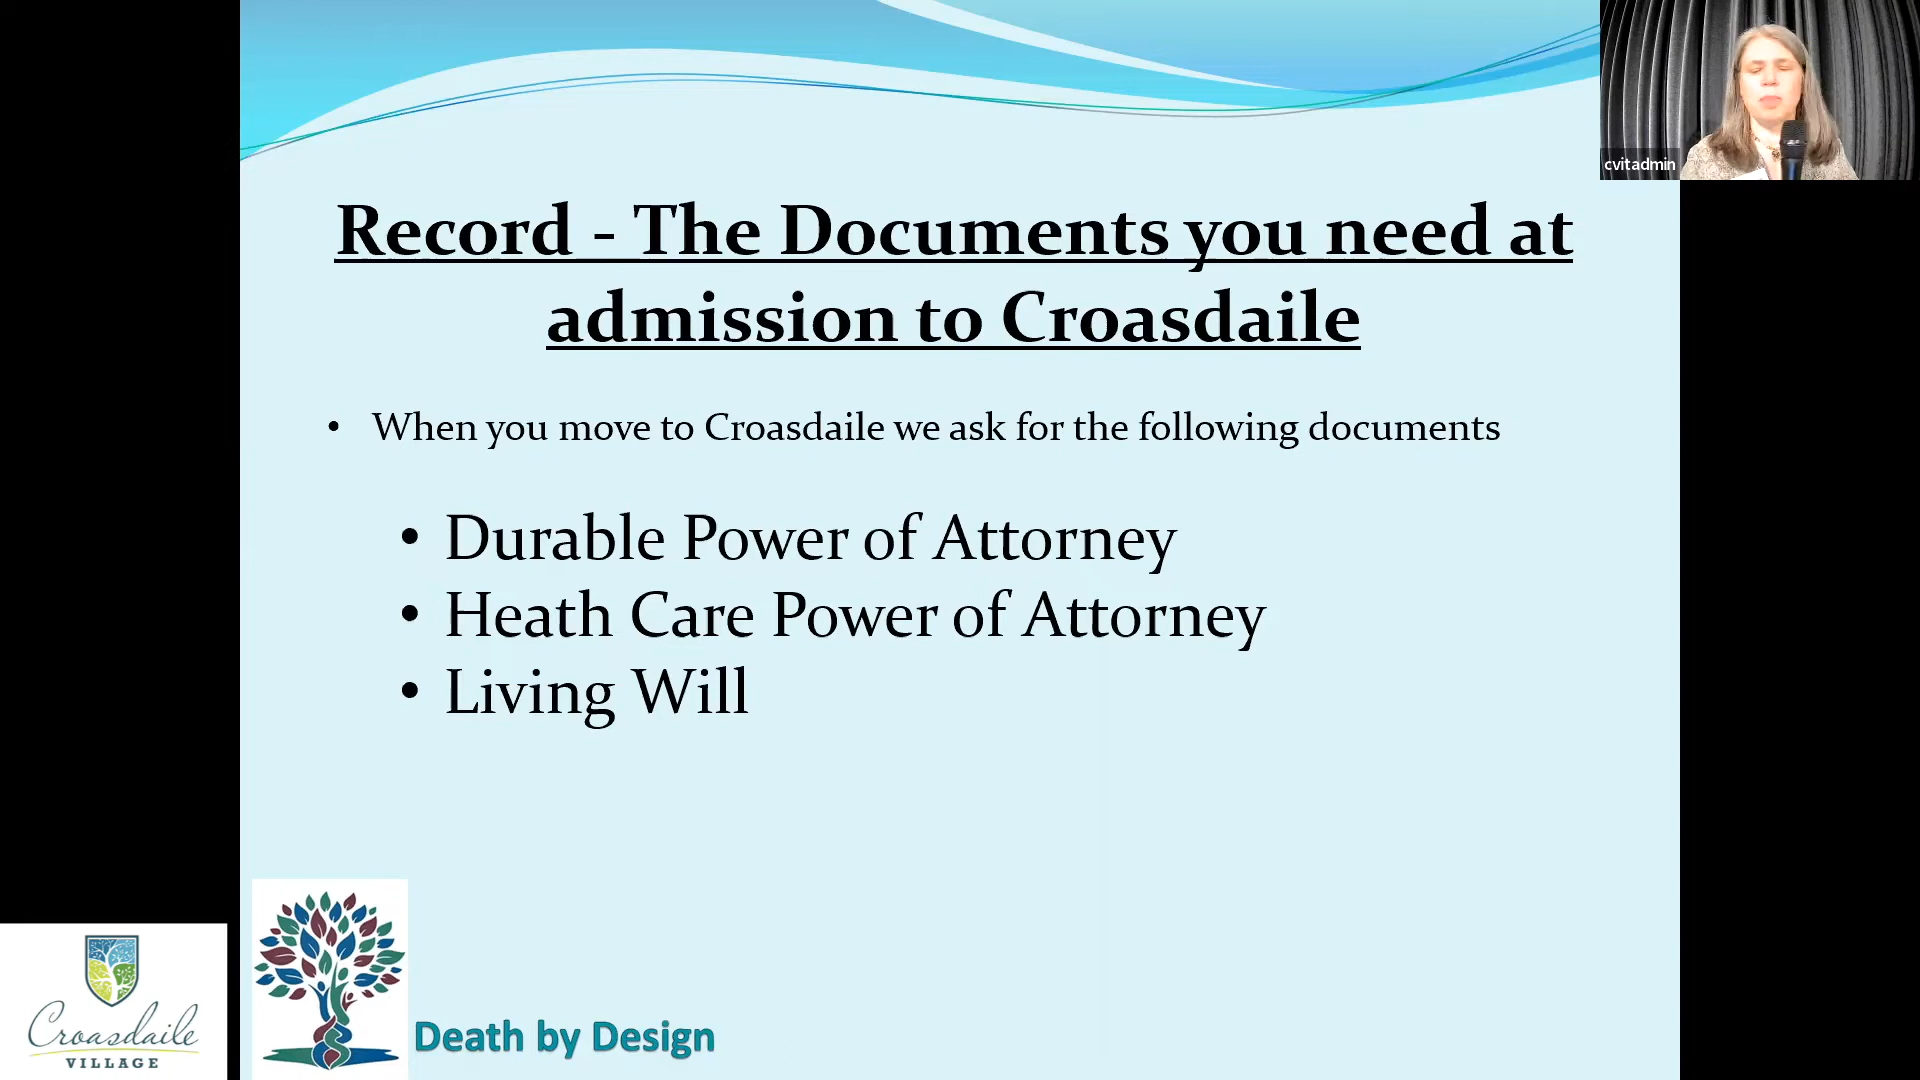 cvitadmin
Record - The Documents you need at
admission to Croasdaile
• When you move to Croasdaile we ask for the following documents
• Durable Power of Attorney
• Heath Care Power of Attorney
• Living Will
Croasdaile
VILLAGE
Death by Design